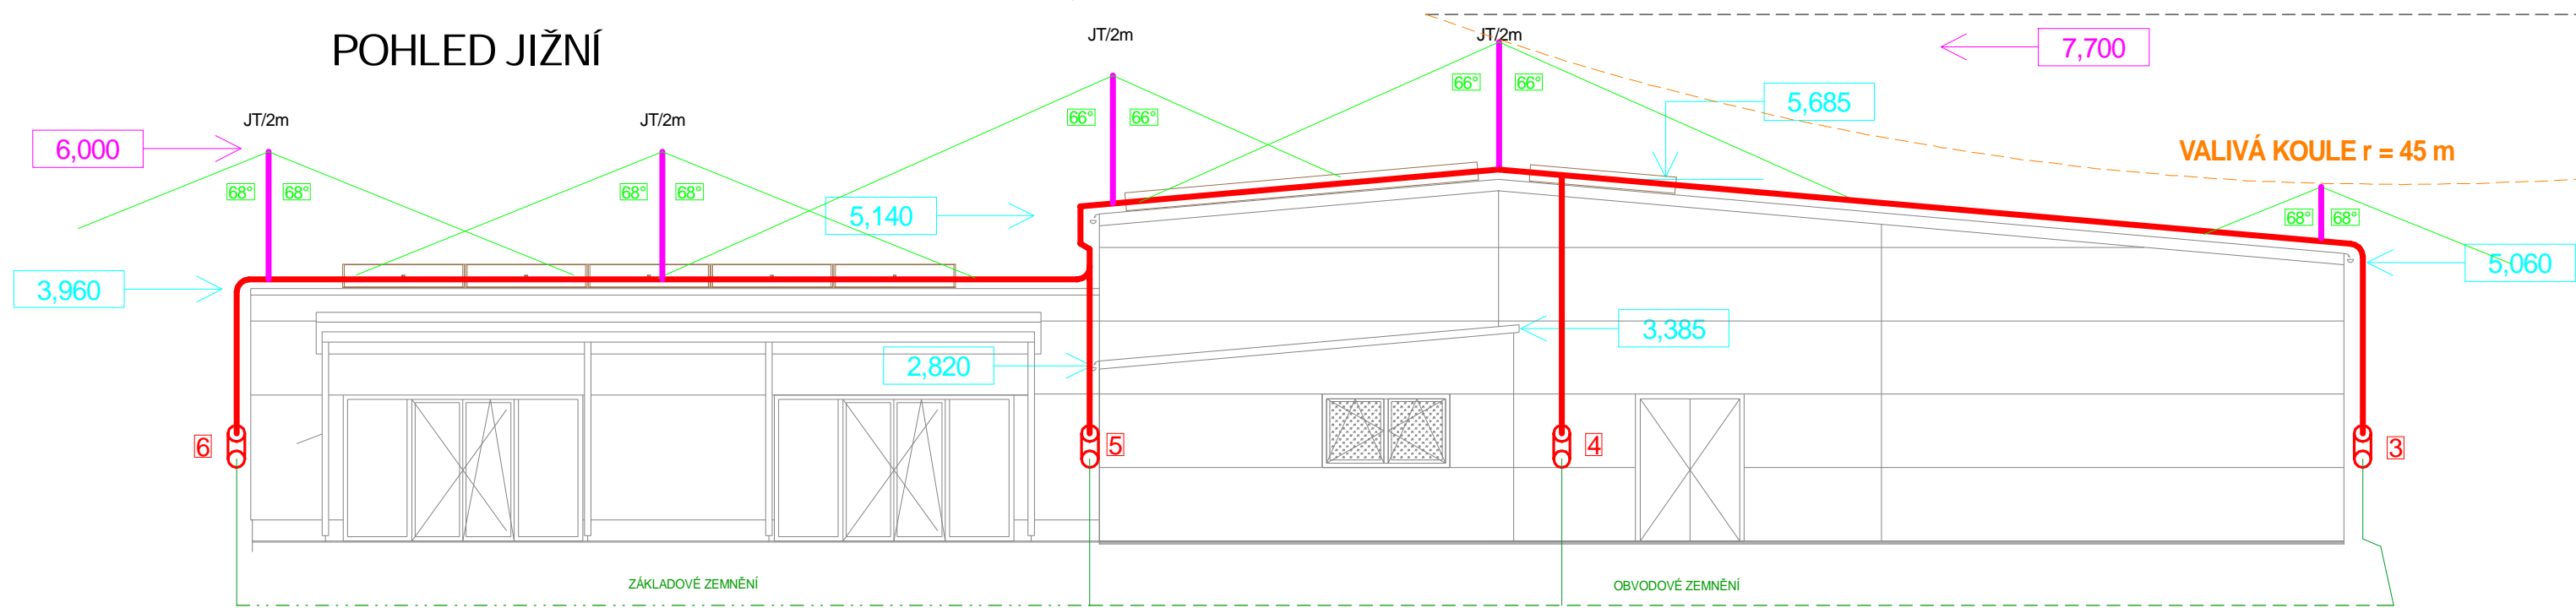 POHLED JIŽNÍ
JT/2m
JT/2m
7,700
66°
66°
66°
66°
5,685
JT/2m
JT/2m
6,000
VALIVÁ KOULE r = 45 m
68°
68°
68°
68°
5,140
68°
68°
3,960
5,060
3,385
2,820
6
5
4
3
ZÁKLADOVÉ ZEMNĚNÍ
OBVODOVÉ ZEMNĚNÍ